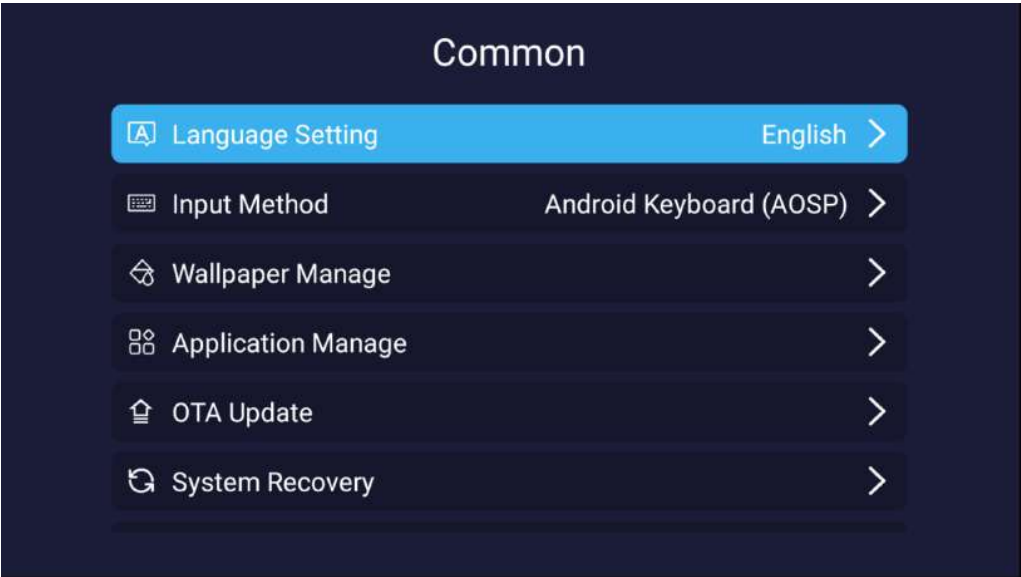 Common
Language Setting English
Input Method Android Keyboard (AOSP)
Wallpaper Manage
Application Manage
OTA Update
System Recovery